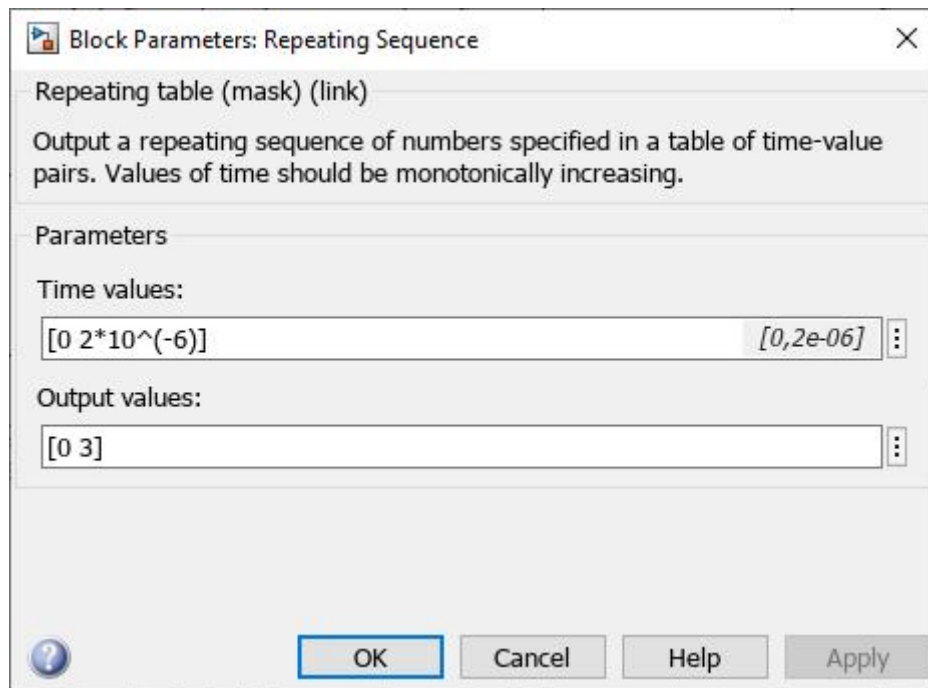 Block Parameters: Repeating Sequence
Repeating table (mask) (link)
Output a repeating sequence of numbers specified in a table of time-value
pairs. Values of time should be monotonically increasing.
Parameters
Time values:
[0 2*10^(-6)] [0,2e-06]
Output values:
[0 3]
OK Cancel Help Apply